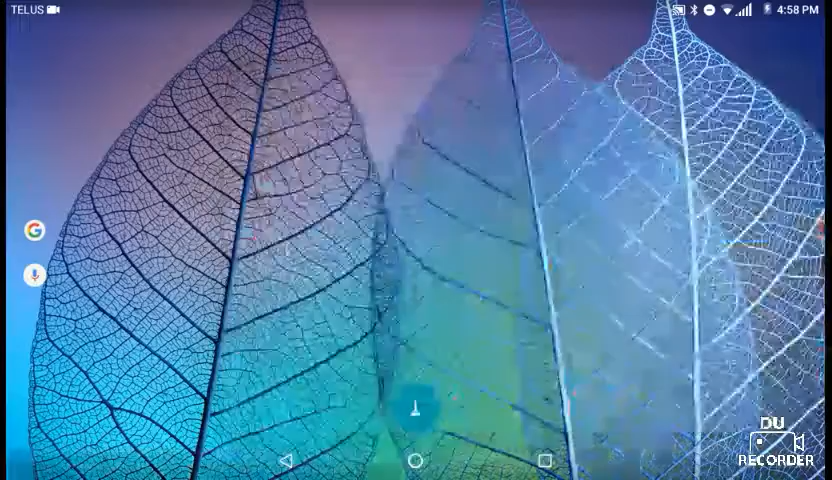 TELUS
4:58 PM
G
DU
RECORDER